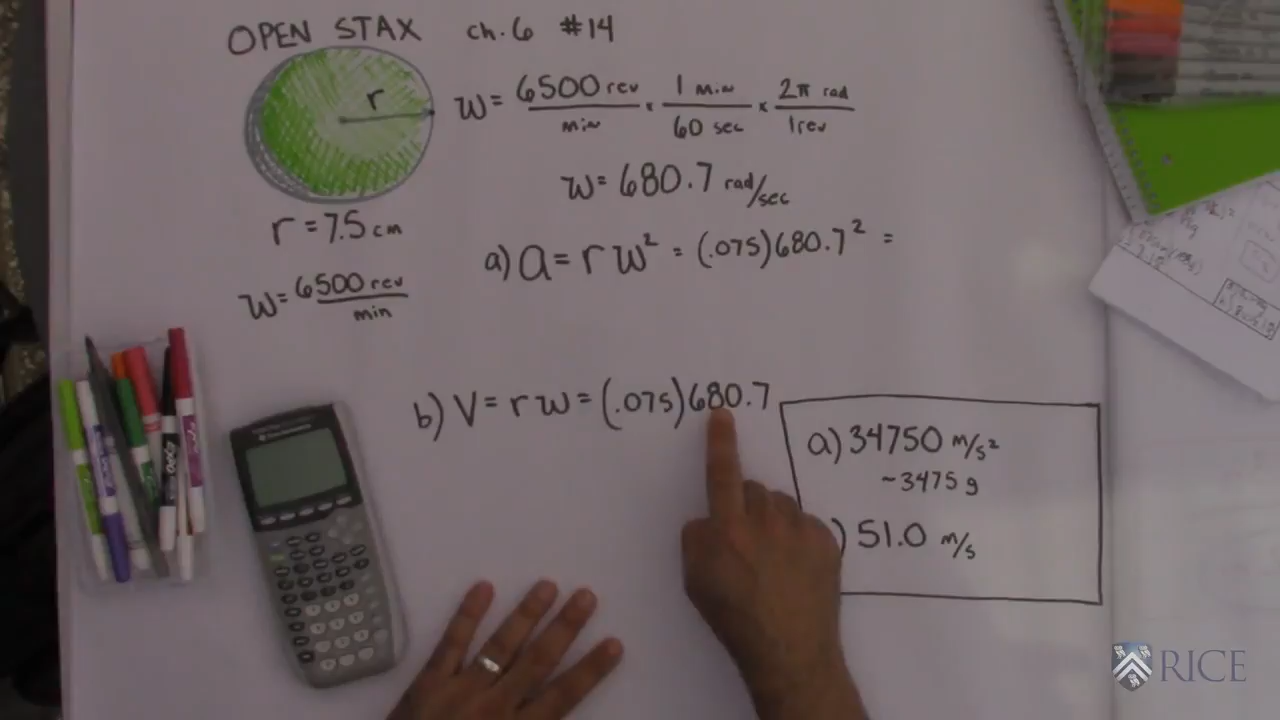 OPEN STAX ch.6 #14
r
w = 6500 rev / min · 1 min / 60 sec × 2π rad / 1 rev
w = 680.7 rad/sec
r = 7.5 cm
a) a = r w² = (.075)680.7² =
w = 6500 rev / min
b) V = r w = (.075)680.7
a) 34750 m/s²
~3475 g
) 51.0 m/s
RICE